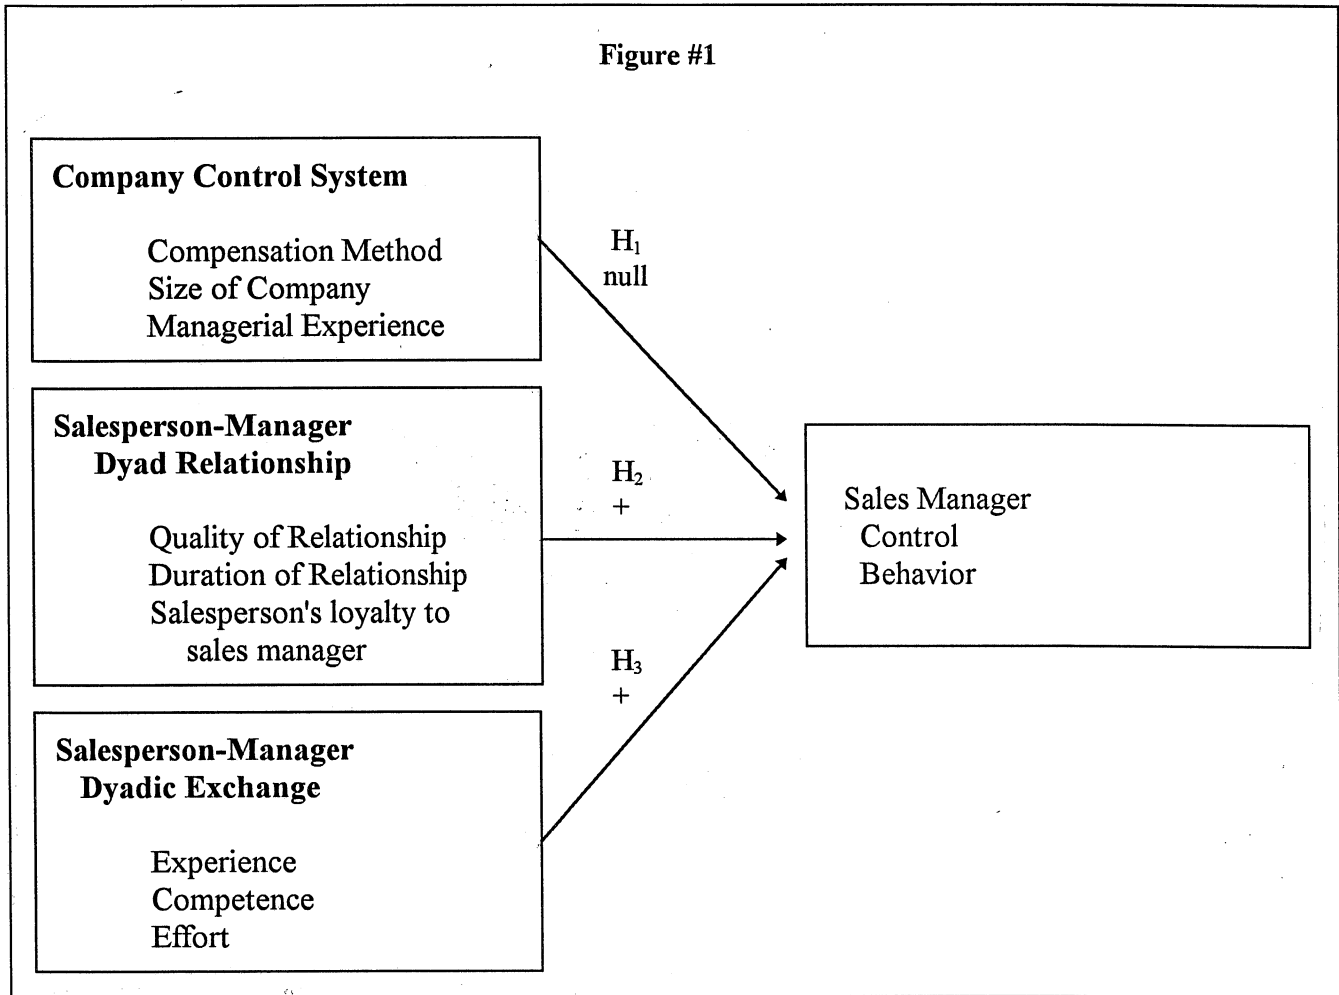 Figure #1
Company Control System
Compensation Method
Size of Company
Managerial Experience
H₁
null
Salesperson-Manager
Dyad Relationship
Quality of Relationship
Duration of Relationship
Salesperson's loyalty to
sales manager
H₂
+
Salesperson-Manager
Dyadic Exchange
Experience
Competence
Effort
H₃
+
Sales Manager
Control
Behavior